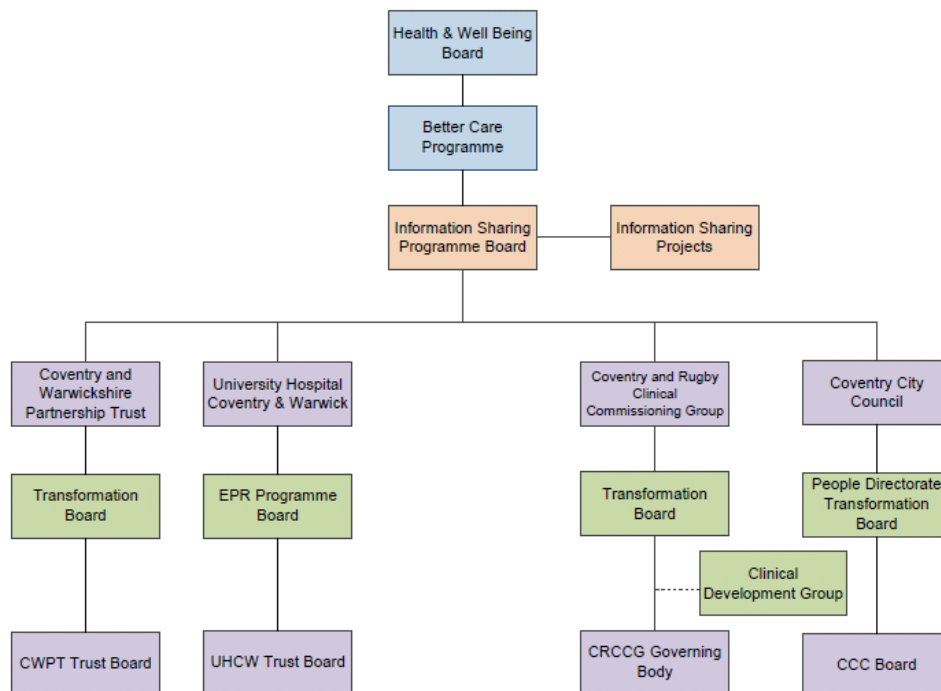 Health & Well Being
Board
Better Care
Programme
Information Sharing
Programme Board
Information Sharing
Projects
Coventry and
Warwickshire
Partnership Trust
University Hospital
Coventry & Warwick
Coventry and Rugby
Clinical
Commissioning Group
Coventry City
Council
Transformation
Board
EPR Programme
Board
Transformation
Board
People Directorate
Transformation
Board
Clinical
Development Group
CWPT Trust Board
UHCW Trust Board
CRCCG Governing
Body
CCC Board